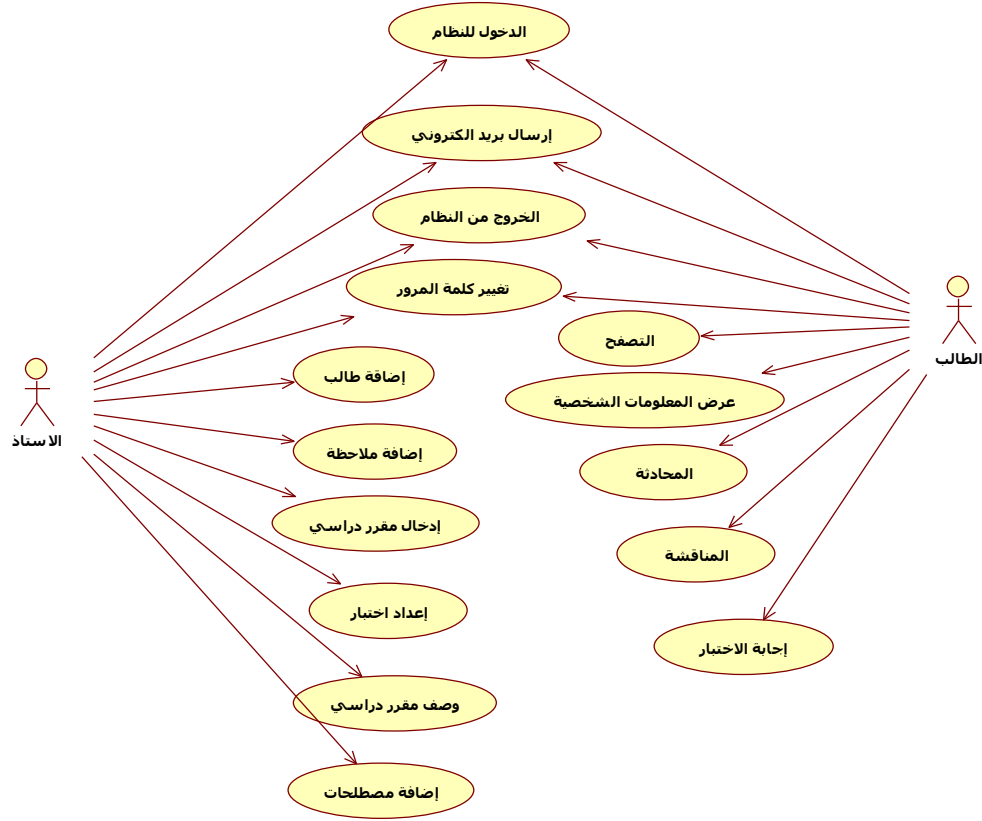 الدخول للنظام
إرسال بريد الكتروني
الخروج من النظام
تغيير كلمة المرور
التصفح
الطالب
إضاقة طالب
عرض المعلومات الشخصية
الاستاذ
إضافة ملاحظة
المحادثة
إدخال مقرر دراسي
المناقشة
إعداد اختبار
إجابة الاختبار
وصف مقرر دراسي
إضافة مصطلحات